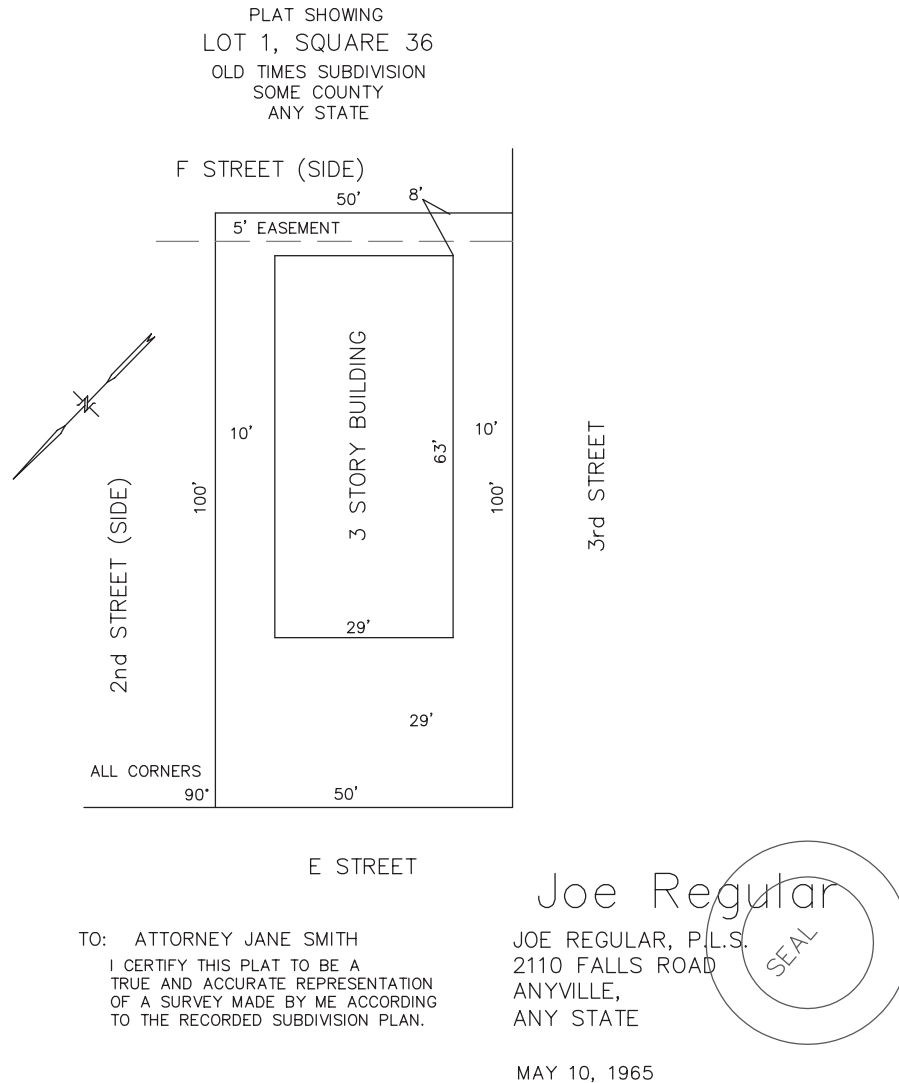 PLAT SHOWING
LOT 1, SQUARE 36
OLD TIMES SUBDIVISION
SOME COUNTY
ANY STATE
F STREET (SIDE)
50'
8'
5' EASEMENT
3 STORY BUILDING
N
10'
63'
10'
100'
100'
2nd STREET (SIDE)
3rd STREET
29'
29'
ALL CORNERS
90°
50'
E STREET
Joe Regular
TO: ATTORNEY JANE SMITH
I CERTIFY THIS PLAT TO BE A
TRUE AND ACCURATE REPRESENTATION
OF A SURVEY MADE BY ME ACCORDING
TO THE RECORDED SUBDIVISION PLAN.
JOE REGULAR, P.L.S.
2110 FALLS ROAD
ANYVILLE,
ANY STATE
SEAL
MAY 10, 1965